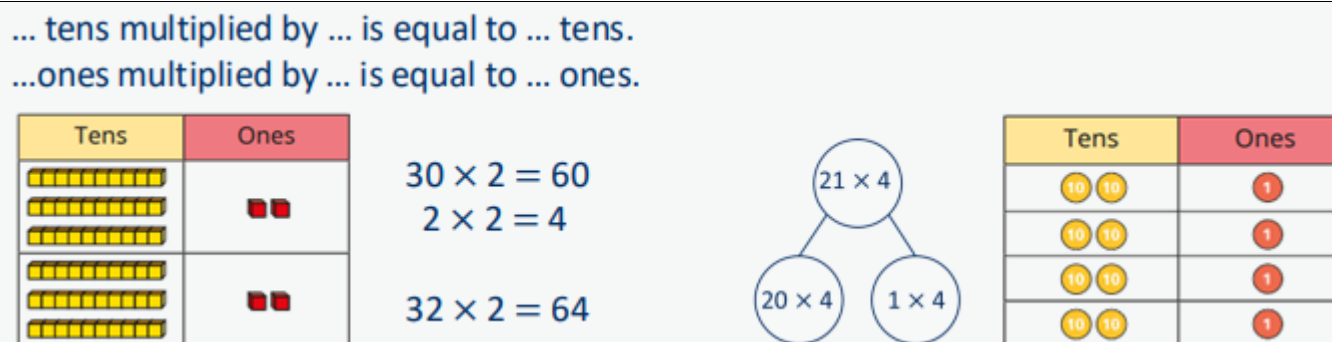 ... tens multiplied by ... is equal to ... tens.
...ones multiplied by ... is equal to ... ones.
Tens Ones
30 × 2 = 60
2 × 2 = 4
32 × 2 = 64
21 × 4
20 × 4 1 × 4
Tens Ones
10 10 1
10 10 1
10 10 1
10 10 1